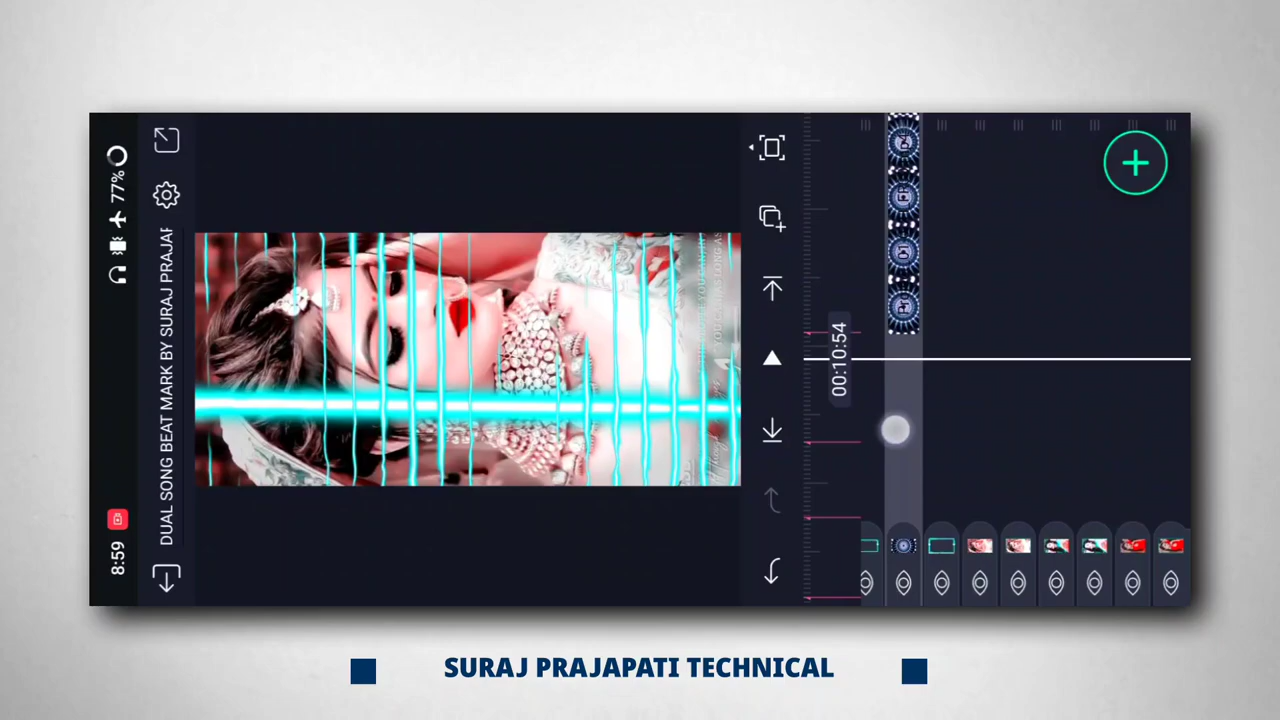 8:59
77%
DUAL SONG BEAT MARK BY SURAJ PRAJAP
00:10:54
SURAJ PRAJAPATI TECHNICAL